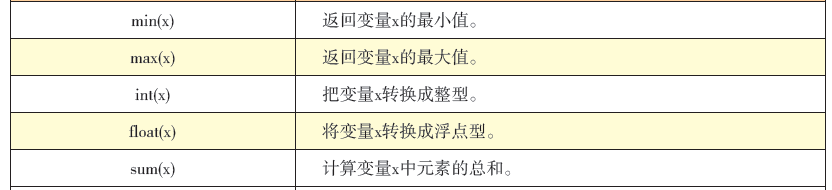 min(x) 返回变量x的最小值。
max(x) 返回变量x的最大值。
int(x) 把变量x转换成整型。
float(x) 将变量x转换成浮点型。
sum(x) 计算变量x中元素的总和。